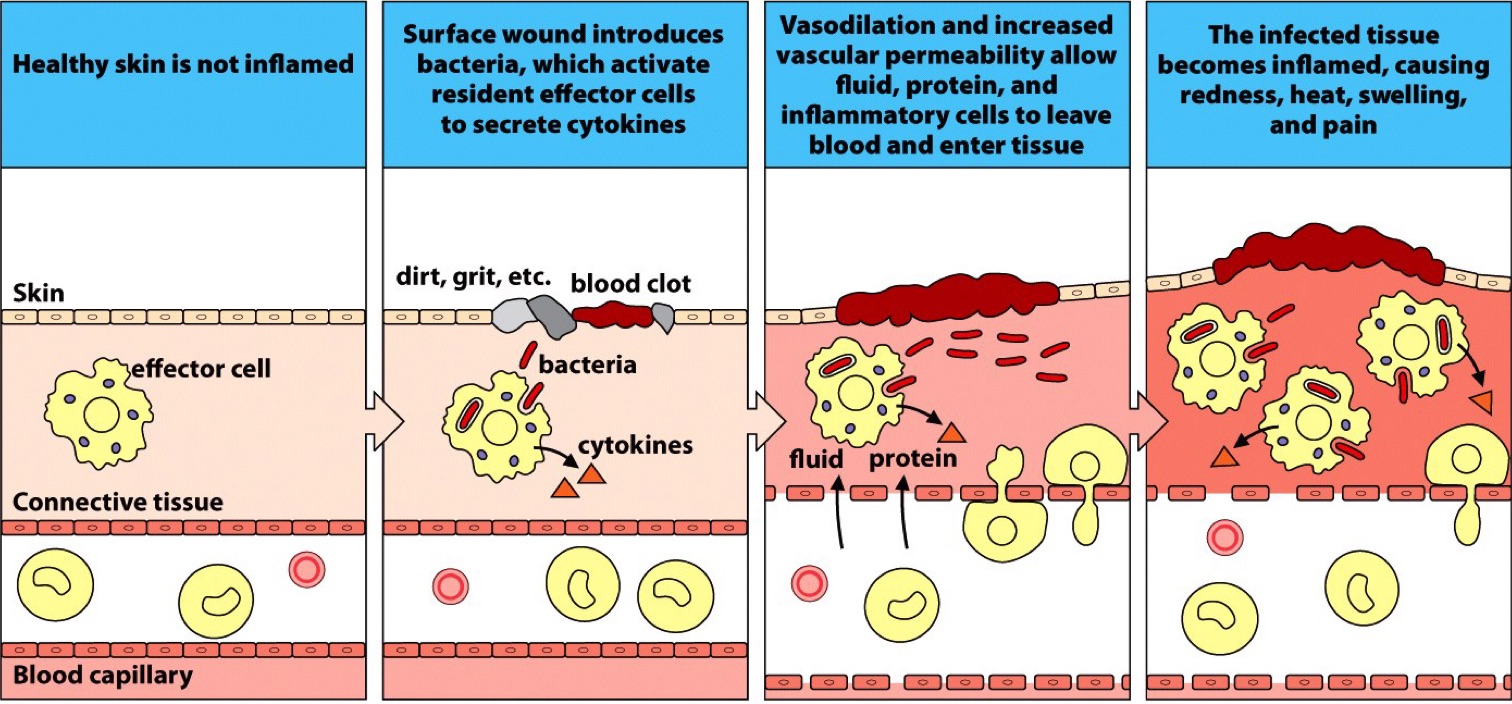 Healthy skin is not inflamed
Skin
effector cell
Connective tissue
Blood capillary
Surface wound introduces
bacteria, which activate
resident effector cells
to secrete cytokines
dirt, grit, etc.
blood clot
bacteria
cytokines
Vasodilation and increased
vascular permeability allow
fluid, protein, and
inflammatory cells to leave
blood and enter tissue
fluid
protein
The infected tissue
becomes inflamed, causing
redness, heat, swelling,
and pain